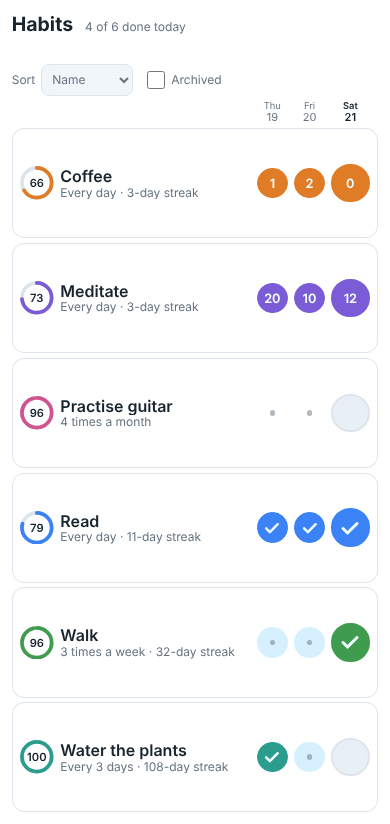 Habits 4 of 6 done today
Sort Name Archived
Thu Fri Sat
19 20 21
66 Coffee 1 2 0
Every day · 3-day streak
73 Meditate 20 10 12
Every day · 3-day streak
96 Practise guitar
4 times a month
79 Read
Every day · 11-day streak
96 Walk
3 times a week · 32-day streak
100 Water the plants
Every 3 days · 108-day streak